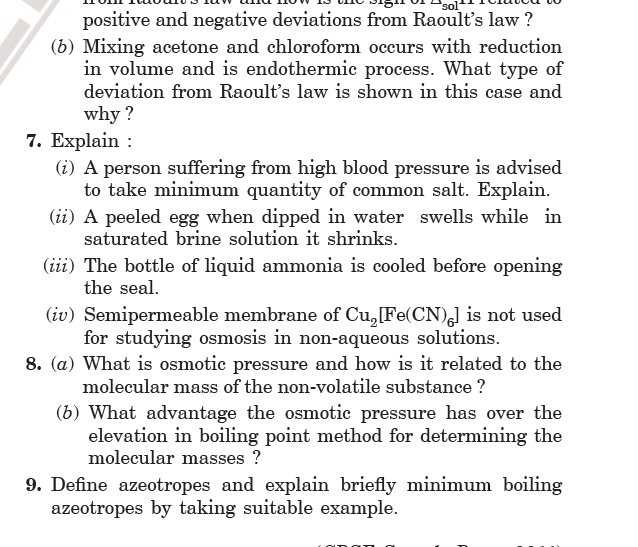 positive and negative deviations from Raoult's law ?
(b) Mixing acetone and chloroform occurs with reduction
in volume and is endothermic process. What type of
deviation from Raoult's law is shown in this case and
why ?
7. Explain :
(i) A person suffering from high blood pressure is advised
to take minimum quantity of common salt. Explain.
(ii) A peeled egg when dipped in water swells while in
saturated brine solution it shrinks.
(iii) The bottle of liquid ammonia is cooled before opening
the seal.
(iv) Semipermeable membrane of Cu₂[Fe(CN)₆] is not used
for studying osmosis in non-aqueous solutions.
8. (a) What is osmotic pressure and how is it related to the
molecular mass of the non-volatile substance ?
(b) What advantage the osmotic pressure has over the
elevation in boiling point method for determining the
molecular masses ?
9. Define azeotropes and explain briefly minimum boiling
azeotropes by taking suitable example.